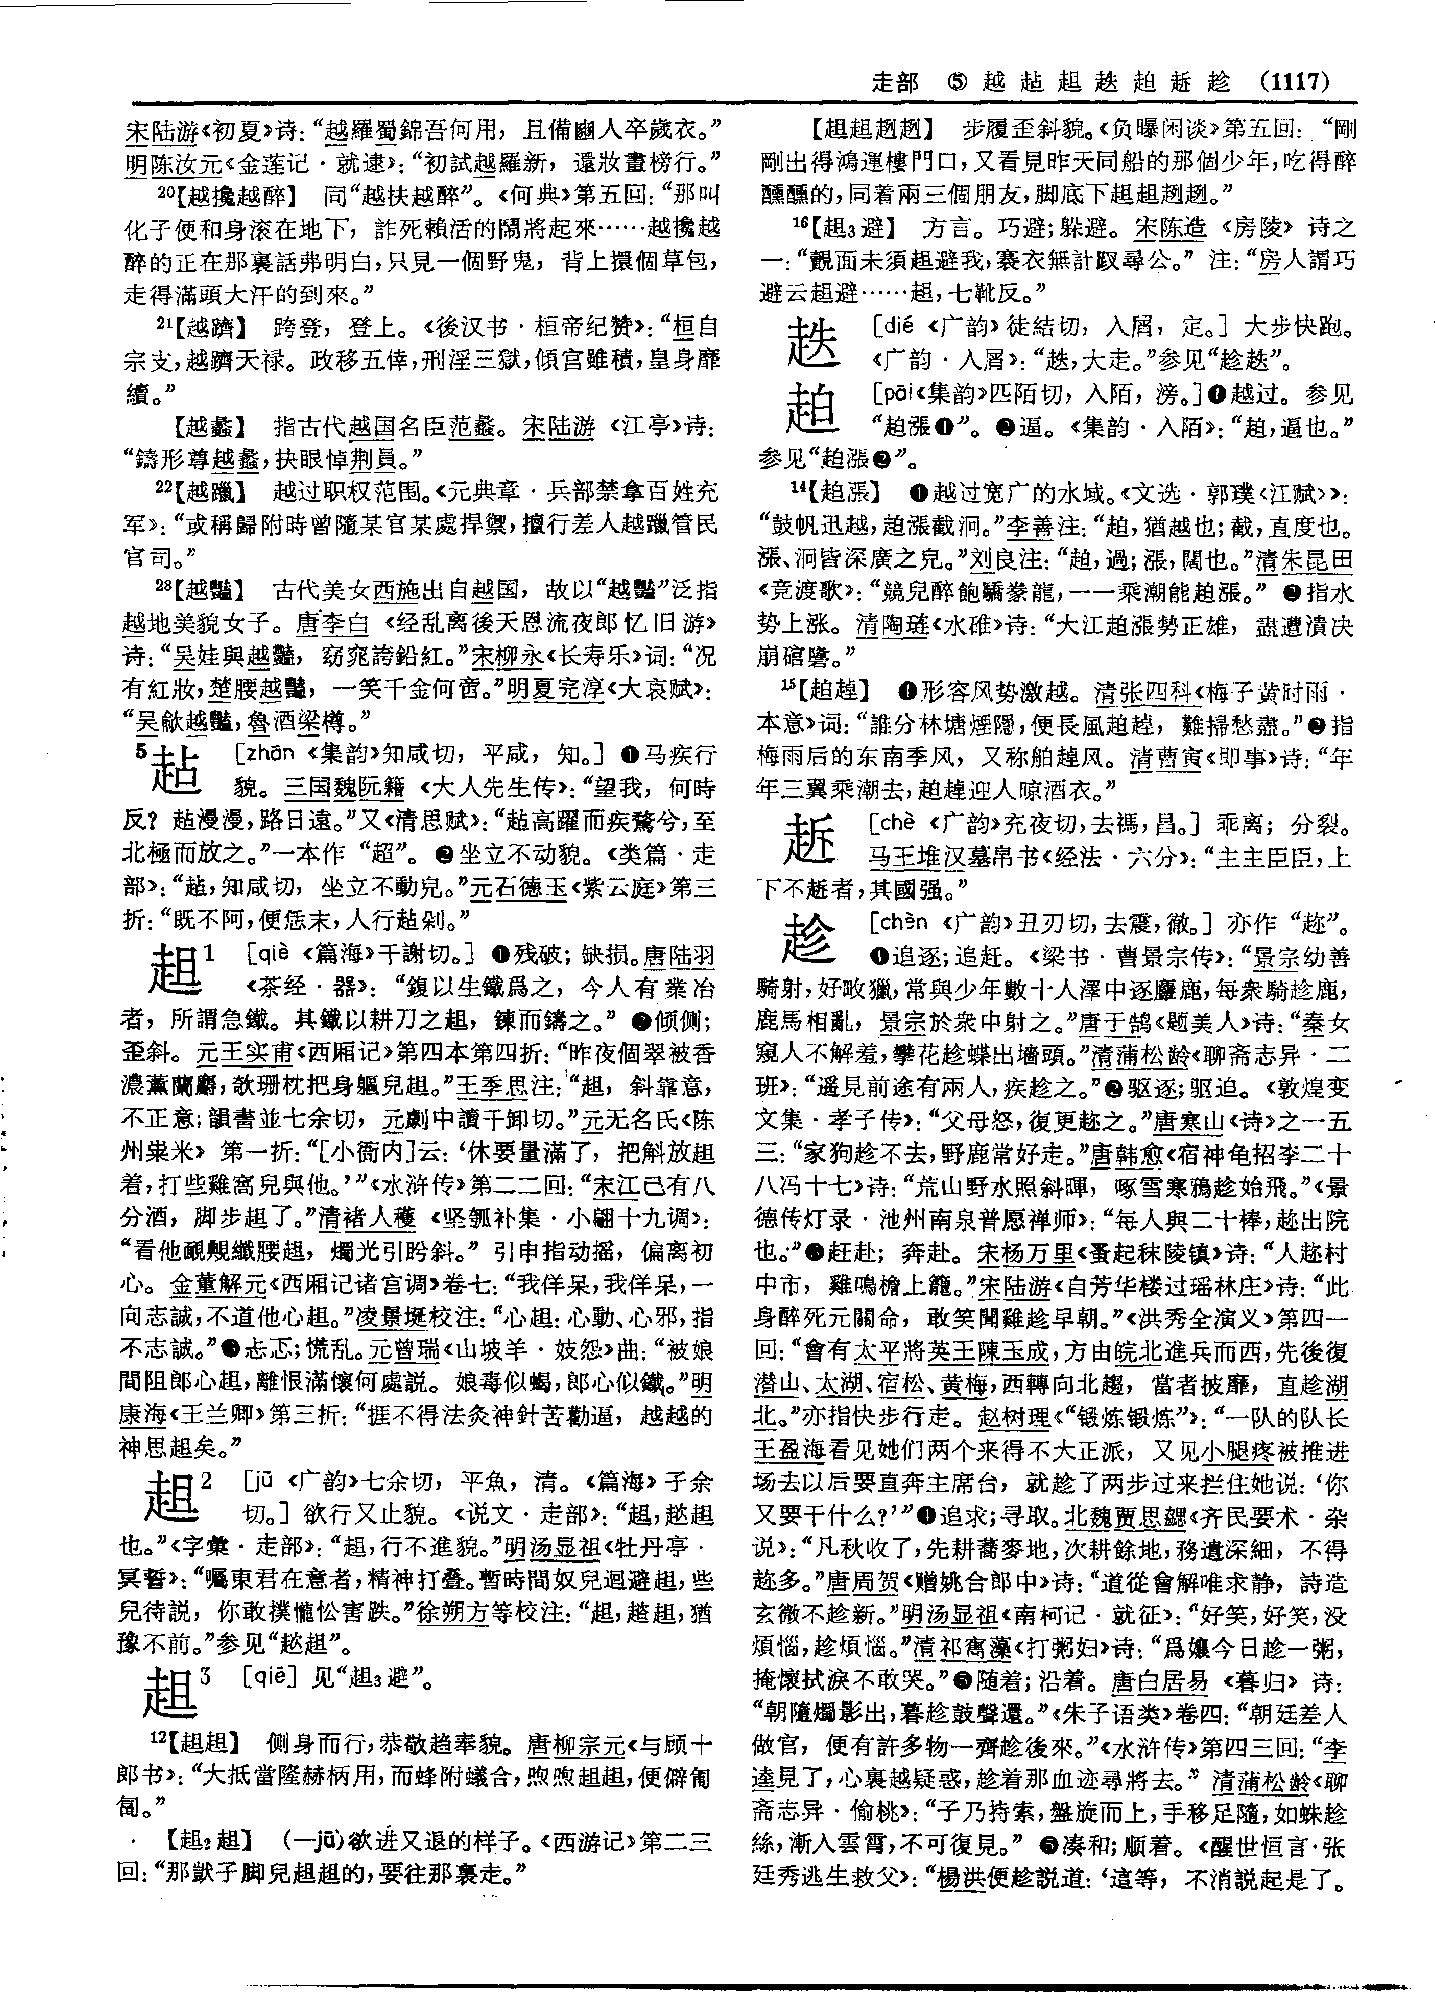 走部 ⑤ 越 䞡 趄 趃 䞟 䞣 趁 (1117)
宋陆游《初夏》诗：“越羅蜀錦吾何用，且備豳人卒歲衣。”
明陈汝元《金莲记·就逮》：“初試越羅新，還妝畫榜行。”
20【越攙越醉】 同“越扶越醉”。《何典》第五回：“那叫
化子便和身滚在地下，詐死賴活的鬧將起來……越攙越
醉的正在那裏話弗明白，只見一個野鬼，背上擐個草包，
走得滿頭大汗的到來。”
21【越躋】 跨登，登上。《後汉书·桓帝纪赞》：“桓自
宗支，越躋天禄。政移五倖，刑淫三獄，傾宫雖積，皇身靡
續。”
【越蠡】 指古代越国名臣范蠡。宋陆游《江亭》诗：
“鑄形尊越蠡，抉眼悼荆員。”
22【越躐】 越过职权范围。《元典章·兵部禁拿百姓充
军》：“或稱歸附時曾隨某官某處捍禦，擅行差人越躐管民
官司。”
23【越豔】 古代美女西施出自越国，故以“越豔”泛指
越地美貌女子。唐李白《经乱离後天恩流夜郎忆旧游》
诗：“吴娃與越豔，窈窕誇鉛紅。”宋柳永《长寿乐》词：“况
有紅妝，楚腰越豔，一笑千金何啻。”明夏完淳《大哀赋》：
“吴歈越豔，魯酒梁樽。”
5䞡 [zhān《集韵》知咸切，平咸，知。] ❶马疾行
貌。三国魏阮籍《大人先生传》：“望我，何時
反？䞡漫漫，路日遠。”又《清思赋》：“䞡高躍而疾騖兮，至
北極而放之。”一本作“超”。❷坐立不动貌。《类篇·走
部》：“䞡，知咸切，坐立不動皃。”元石德玉《紫云庭》第三
折：“既不阿，便恁末，人行䞡剁。”
趄1 [qiè《篇海》千謝切。] ❶残破；缺损。唐陆羽
《茶经·器》：“鍑以生鐵爲之，今人有業冶
者，所謂急鐵。其鐵以耕刀之趄，鍊而鑄之。”❷倾侧；
歪斜。元王实甫《西厢记》第四本第四折：“昨夜個翠被香
濃薰蘭麝，欹珊枕把身軀兒趄。”王季思注：“趄，斜靠意，
不正意；韻書並七余切，元劇中讀千卸切。”元无名氏《陈
州粜米》第一折：“[小衙内]云：‘休要量滿了，把斛放趄
着，打些雞窩兒與他。’”《水浒传》第二二回：“宋江已有八
分酒，脚步趄了。”清褚人穫《坚瓠补集·小翩十九调》：
“看他靦覥纖腰趄，燭光引盻斜。”引申指动摇，偏离初
心。金董解元《西厢记诸宫调》卷七：“我佯呆，我佯呆，一
向志誠，不道他心趄。”凌景埏校注：“心趄：心動、心邪，指
不志誠。”❸忐忑；慌乱。元曾瑞《山坡羊·妓怨》曲：“被娘
間阻郎心趄，離恨滿懷何處説。娘毒似蝎，郎心似鐵。”明
康海《王兰卿》第三折：“捱不得法灸神針苦勸逼，越越的
神思趄矣。”
趄2 [jū《广韵》七余切，平魚，清。《篇海》子余
切。] 欲行又止貌。《说文·走部》：“趄，趑趄
也。”《字彙·走部》：“趄，行不進貌。”明汤显祖《牡丹亭·
冥誓》：“囑東君在意者，精神打叠。暫時間奴兒迴避趄，些
兒待説，你敢撲㦬忪害跌。”徐朔方等校注：“趄，趦趄，猶
豫不前。”参见“趑趄”。
趄3 [qiē] 见“趄3避”。
12【趄趄】 侧身而行，恭敬趋奉貌。唐柳宗元《与顾十
郎书》：“大抵當隆赫柄用，而蜂附蟻合，煦煦趄趄，便僻匍
匐。”
【趄2趄】 (—jū)欲进又退的样子。《西游记》第二三
回：“那獃子脚兒趄趄的，要往那裏走。”
【趄趄趔趔】 步履歪斜貌。《负曝闲谈》第五回：“剛
剛出得鴻運樓門口，又看見昨天同船的那個少年，吃得醉
醺醺的，同着兩三個朋友，脚底下趄趄趔趔。”
16【趄3避】 方言。巧避；躲避。宋陈造《房陵》诗之
一：“覿面未須趄避我，褰衣無計踧尋公。”注：“房人謂巧
避云趄避……趄，七靴反。”
趃 [dié《广韵》徒結切，入屑，定。] 大步快跑。
《广韵·入屑》：“趃，大走。”参见“趁趃”。
䞟 [pāi《集韵》匹陌切，入陌，滂。]❶越过。参见
“䞟漲❶”。❷逼。《集韵·入陌》：“䞟，逼也。”
参见“䞟漲❷”。
14【䞟漲】 ❶越过宽广的水域。《文选·郭璞〈江赋〉》：
“鼓帆迅越，䞟漲截泂。”李善注：“䞟，猶越也；截，直度也。
漲、泂皆深廣之皃。”刘良注：“䞟，過；漲，闊也。”清朱昆田
《竞渡歌》：“競兒醉飽驕豢龍，一一乘潮能䞟漲。”❷指水
势上涨。清陶琏《水碓》诗：“大江䞟漲勢正雄，盡遭潰决
崩磍礱。”
15【䞟趠】 ❶形容风势激越。清张四科《梅子黄时雨·
本意》词：“誰分林塘煙隱，便長風䞟趠，難掃愁盡。”❷指
梅雨后的东南季风，又称舶趠风。清曹寅《即事》诗：“年
年三翼乘潮去，䞟趠迎人晾酒衣。”
䞣 [chè《广韵》充夜切，去禡，昌。] 乖离；分裂。
马王堆汉墓帛书《经法·六分》：“主主臣臣，上
下不䞣者，其國强。”
趁 [chèn《广韵》丑刃切，去震，徹。] 亦作“趂”。
❶追逐；追赶。《梁书·曹景宗传》：“景宗幼善
騎射，好畋獵，常與少年數十人澤中逐麞鹿，每衆騎趁鹿，
鹿馬相亂，景宗於衆中射之。”唐于鹄《题美人》诗：“秦女
窺人不解羞，攀花趁蝶出墻頭。”清蒲松龄《聊斋志异·二
班》：“遥見前途有兩人，疾趁之。”❷驱逐；驱迫。《敦煌变
文集·孝子传》：“父母怒，復更趂之。”唐寒山《诗》之一五
三：“家狗趁不去，野鹿常好走。”唐韩愈《宿神龟招李二十
八冯十七》诗：“荒山野水照斜暉，啄雪寒鴉趁始飛。”《景
德传灯录·池州南泉普愿禅师》：“每人與二十棒，趂出院
也。”❸赶赴；奔赴。宋杨万里《蚤起秣陵镇》诗：“人趂村
中市，雞鳴檐上籠。”宋陆游《自芳华楼过瑶林庄》诗：“此
身醉死元關命，敢笑聞雞趁早朝。”《洪秀全演义》第四一
回：“會有太平將英王陳玉成，方由皖北進兵而西，先後復
潜山、太湖、宿松、黄梅，西轉向北趨，當者披靡，直趁湖
北。”亦指快步行走。赵树理《“锻炼锻炼”》：“一队的队长
王盈海看见她们两个来得不大正派，又见小腿疼被推进
场去以后要直奔主席台，就趁了两步过来拦住她说：‘你
又要干什么？’”❹追求；寻取。北魏贾思勰《齐民要术·杂
说》：“凡秋收了，先耕蕎麥地，次耕餘地，務遣深細，不得
趂多。”唐周贺《赠姚合郎中》诗：“道從會解唯求静，詩造
玄微不趁新。”明汤显祖《南柯记·就征》：“好笑，好笑，没
煩惱，趁煩惱。”清祁寯藻《打粥妇》诗：“爲孃今日趁一粥，
掩懷拭淚不敢哭。”❺随着；沿着。唐白居易《暮归》诗：
“朝隨燭影出，暮趁鼓聲還。”《朱子语类》卷四：“朝廷差人
做官，便有許多物一齊趁後來。”《水浒传》第四三回：“李
逵見了，心裏越疑惑，趁着那血迹尋將去。”清蒲松龄《聊
斋志异·偷桃》：“子乃持索，盤旋而上，手移足隨，如蛛趁
絲，漸入雲霄，不可復見。”❻凑和；顺着。《醒世恒言·张
廷秀逃生救父》：“楊洪便趁説道：‘這等，不消説起是了。